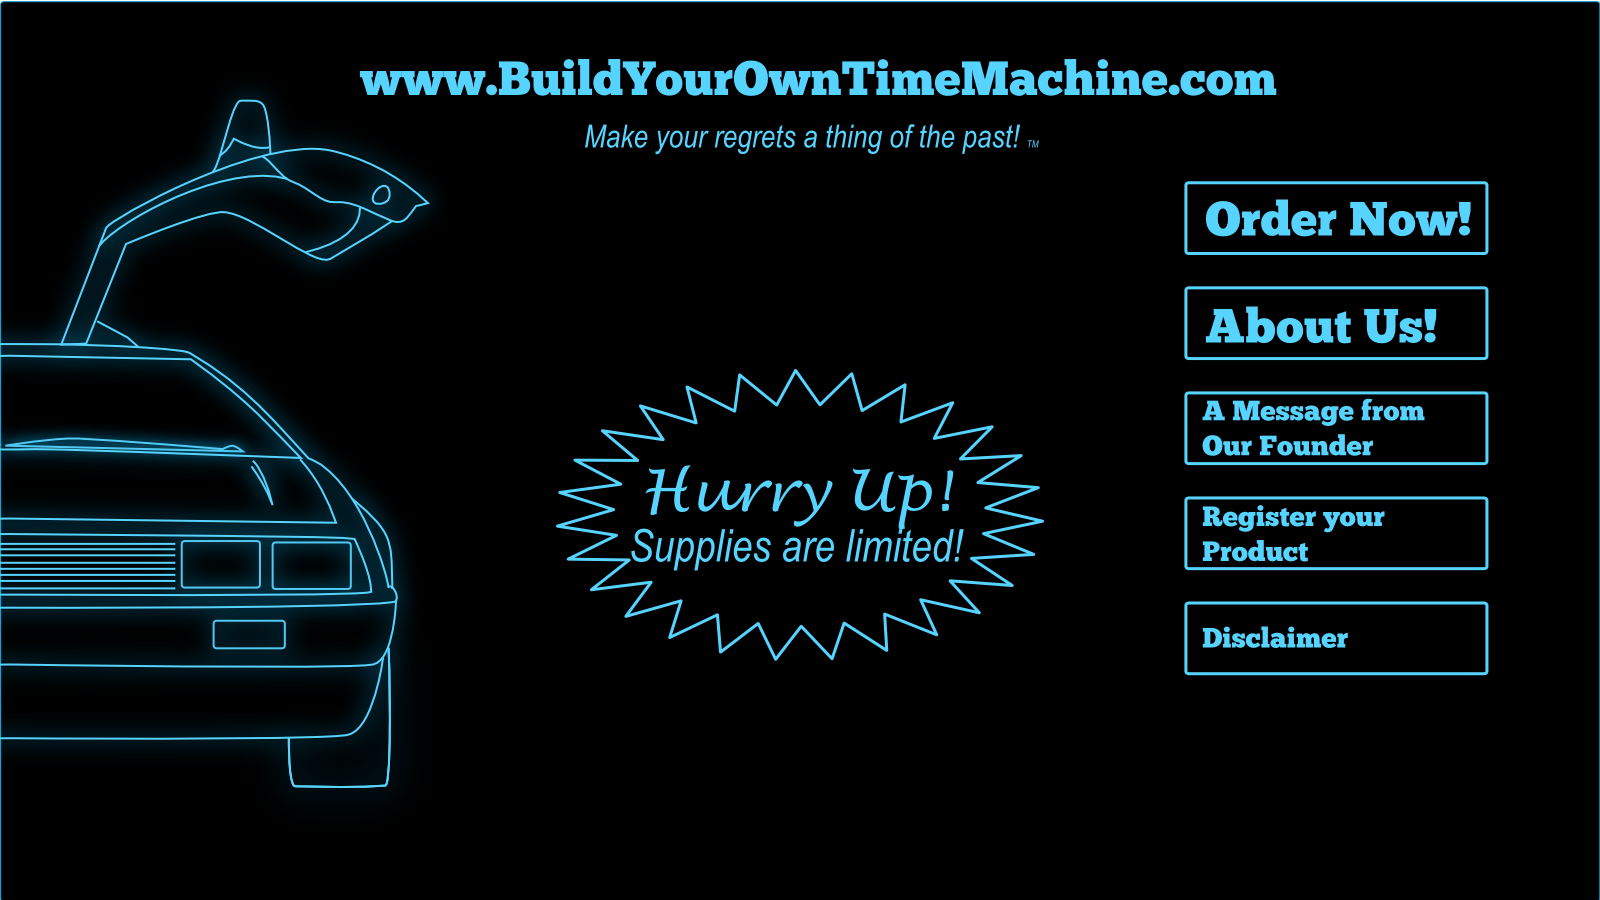 www.BuildYourOwnTimeMachine.com
Make your regrets a thing of the past! TM
Order Now!
About Us!
A Message from
Our Founder
Hurry Up!
Supplies are limited!
Register your
Product
Disclaimer